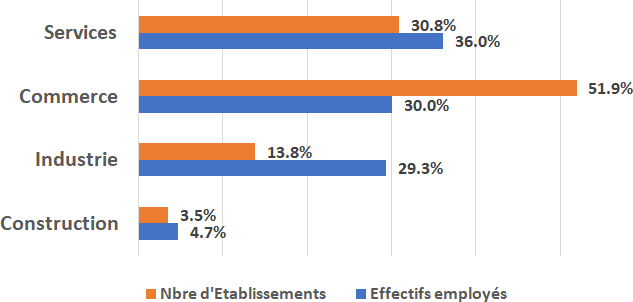 Services
30.8%
36.0%
Commerce
51.9%
30.0%
Industrie
13.8%
29.3%
Construction
3.5%
4.7%
Nbre d'Etablissements
Effectifs employés